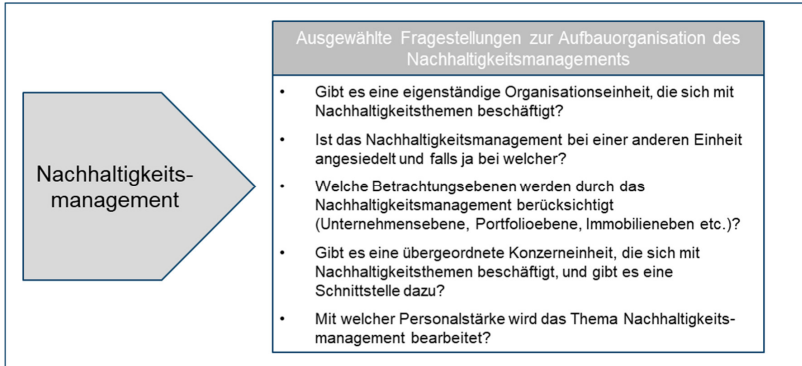 Nachhaltigkeits-
management
Ausgewählte Fragestellungen zur Aufbauorganisation des
Nachhaltigkeitsmanagements
• Gibt es eine eigenständige Organisationseinheit, die sich mit
Nachhaltigkeitsthemen beschäftigt?
• Ist das Nachhaltigkeitsmanagement bei einer anderen Einheit
angesiedelt und falls ja bei welcher?
• Welche Betrachtungsebenen werden durch das
Nachhaltigkeitsmanagement berücksichtigt
(Unternehmensebene, Portfolioebene, Immobilieneben etc.)?
• Gibt es eine übergeordnete Konzerneinheit, die sich mit
Nachhaltigkeitsthemen beschäftigt, und gibt es eine
Schnittstelle dazu?
• Mit welcher Personalstärke wird das Thema Nachhaltigkeits-
management bearbeitet?